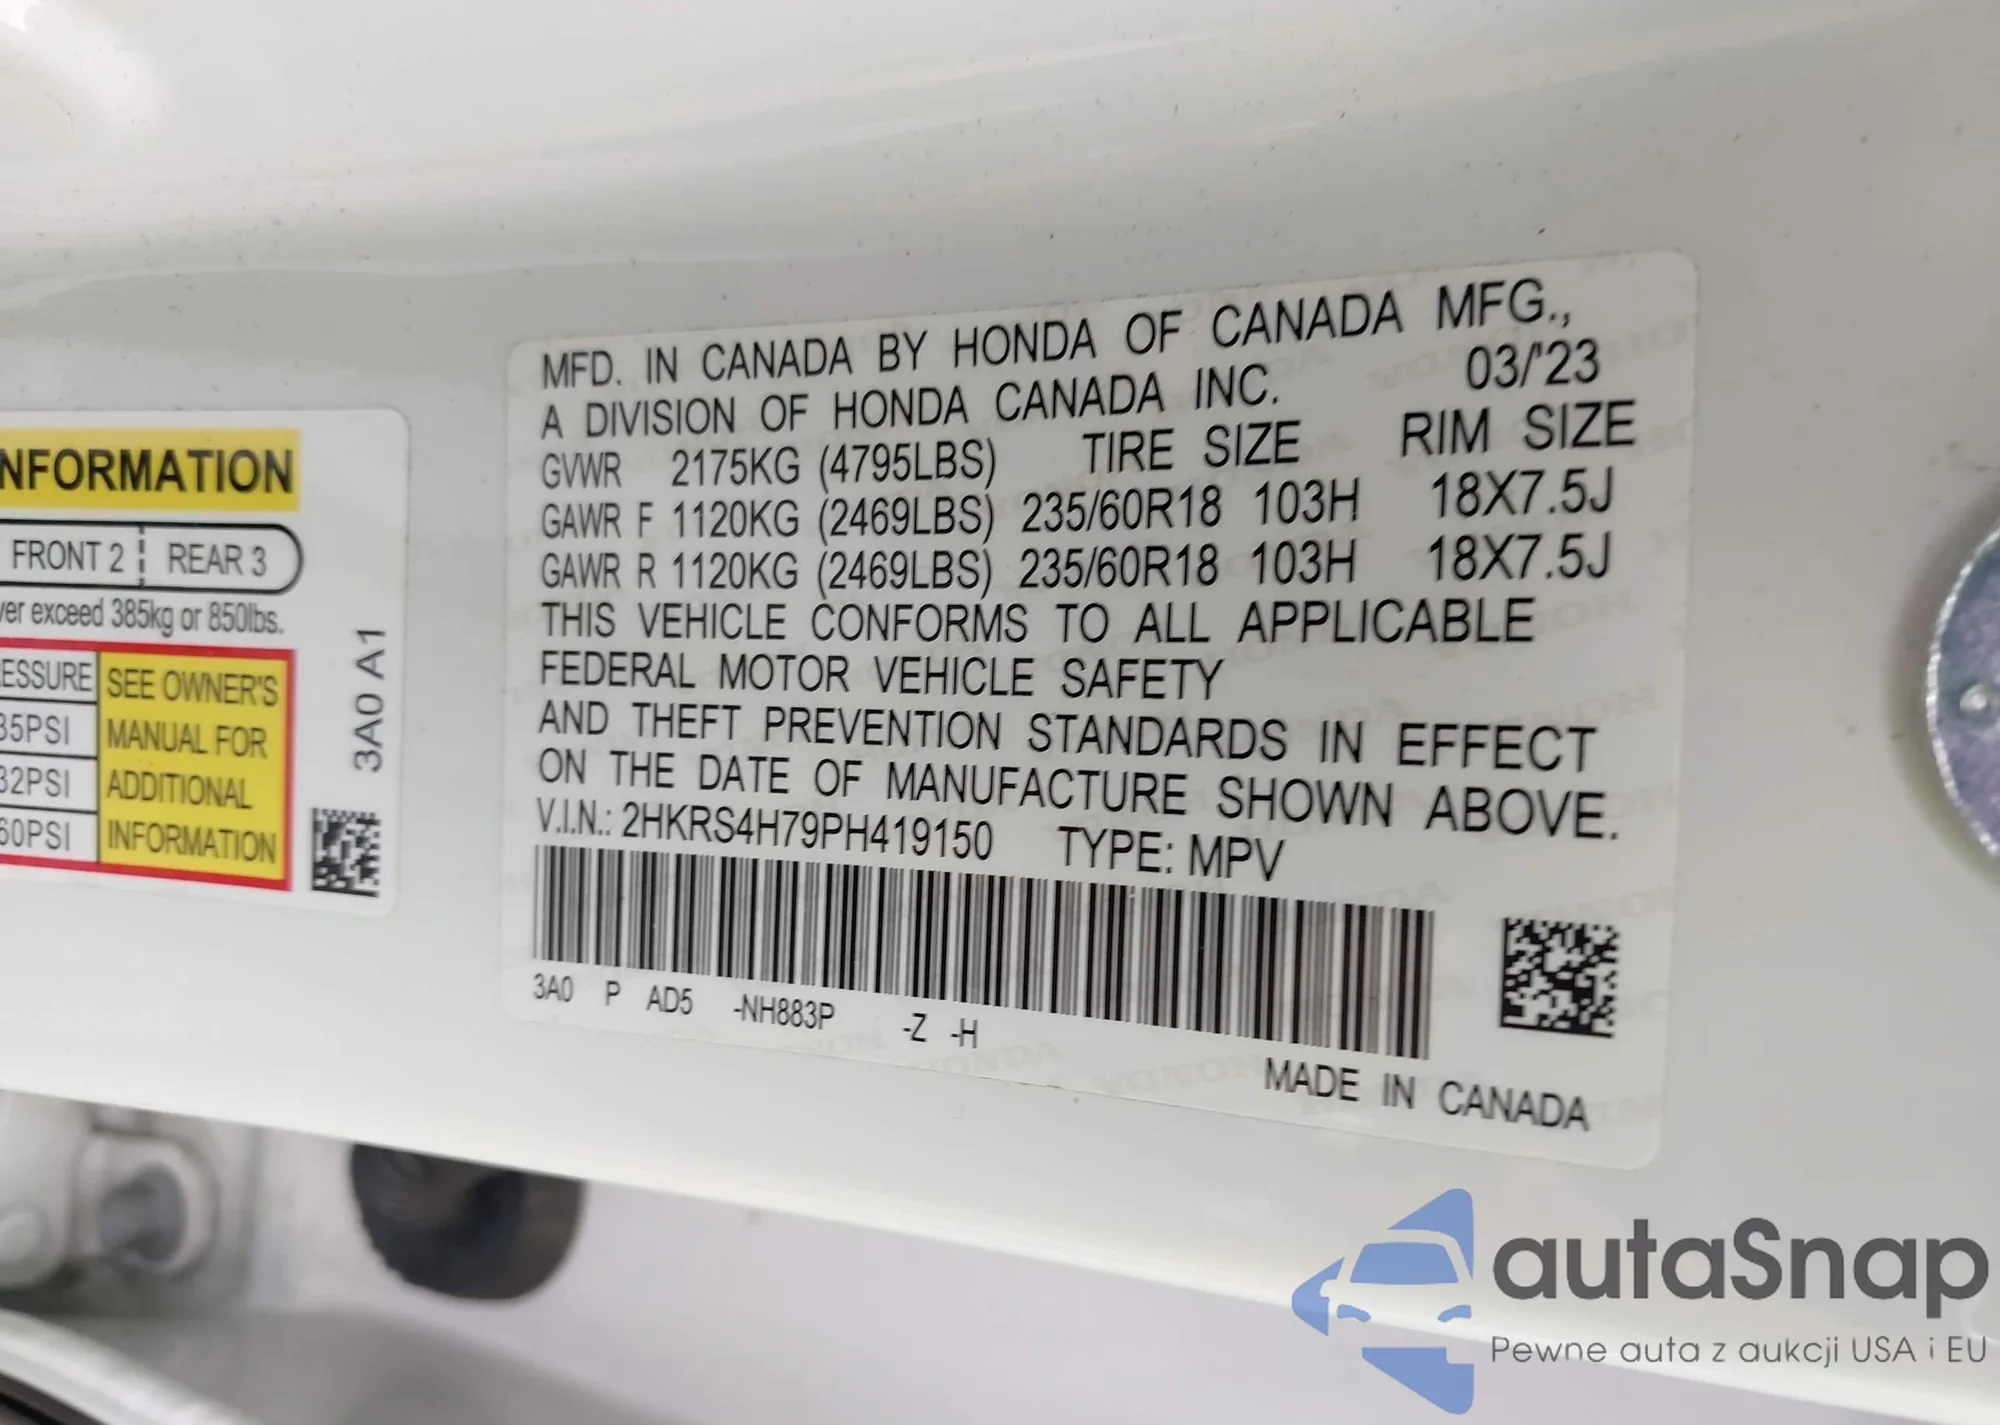 NFORMATION
FRONT 2 REAR 3
ver exceed 385kg or 850lbs.
ESSURE
35PSI
32PSI
60PSI
SEE OWNER'S
MANUAL FOR
ADDITIONAL
INFORMATION
3A0 A1
MFD. IN CANADA BY HONDA OF CANADA MFG.,
A DIVISION OF HONDA CANADA INC. 03/'23
GVWR 2175KG (4795LBS) TIRE SIZE RIM SIZE
GAWR F 1120KG (2469LBS) 235/60R18 103H 18X7.5J
GAWR R 1120KG (2469LBS) 235/60R18 103H 18X7.5J
THIS VEHICLE CONFORMS TO ALL APPLICABLE
FEDERAL MOTOR VEHICLE SAFETY
AND THEFT PREVENTION STANDARDS IN EFFECT
ON THE DATE OF MANUFACTURE SHOWN ABOVE.
V.I.N.: 2HKRS4H79PH419150 TYPE: MPV
3A0 P AD5 -NH883P -Z -H
MADE IN CANADA
autaSnap
Pewne auta z aukcji USA i EU